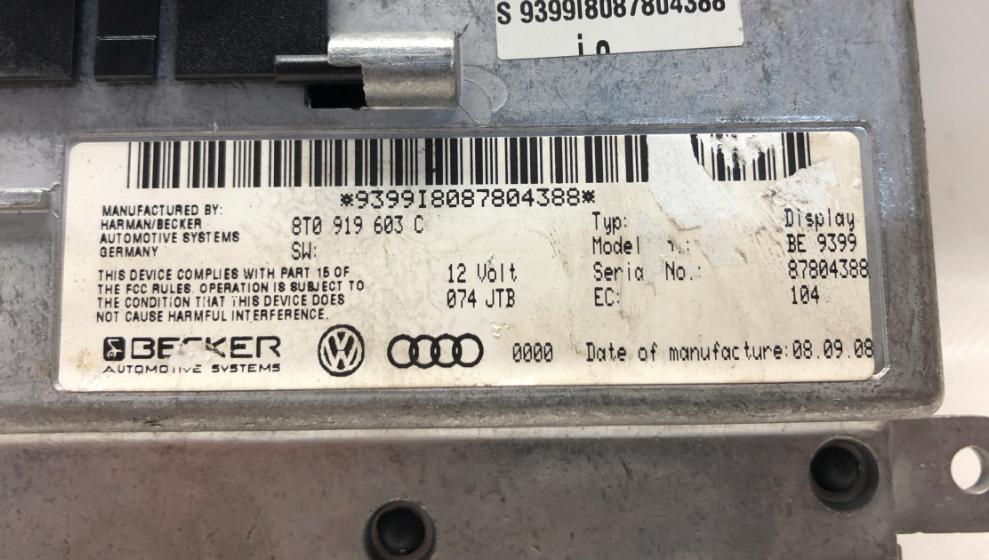 S 9399I8087804388
*9399I8087804388*
MANUFACTURED BY:
HARMAN/BECKER
AUTOMOTIVE SYSTEMS
GERMANY
8T0 919 603 C
SW:
Typ: Display
Model BE 9399
THIS DEVICE COMPLIES WITH PART 15 OF
THE FCC RULES. OPERATION IS SUBJECT TO
THE CONDITION THAT THIS DEVICE DOES
NOT CAUSE HARMFUL INTERFERENCE.
12 Volt
074 JTB
Serial No.: 87804388
EC: 104
BECKER
AUTOMOTIVE SYSTEMS
VW
0000 Date of manufacture: 08.09.08